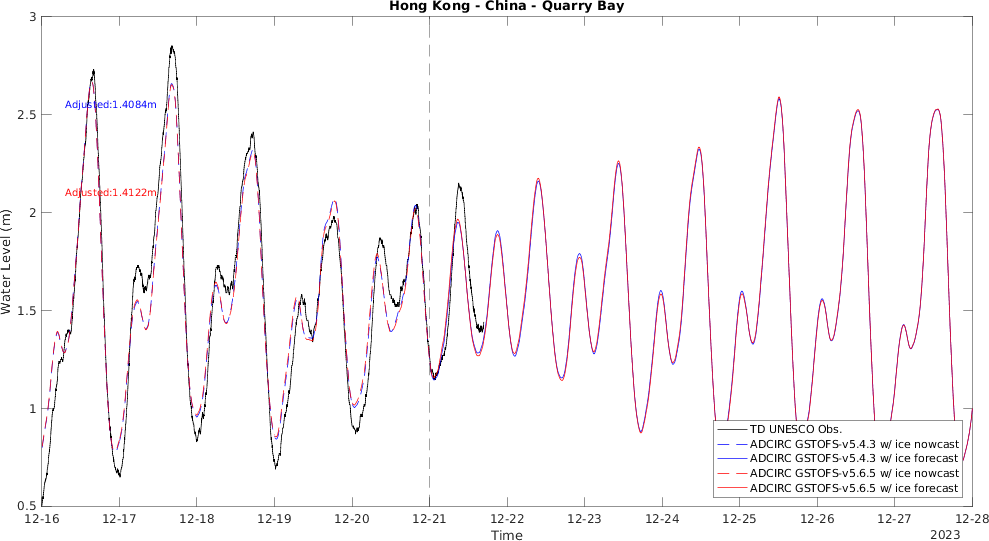 Hong Kong - China - Quarry Bay
3
2.5
2
1.5
1
0.5
Water Level (m)
Adjusted:1.4084m
Adjusted:1.4122m
TD UNESCO Obs.
ADCIRC GSTOFS-v5.4.3 w/ ice nowcast
ADCIRC GSTOFS-v5.4.3 w/ ice forecast
ADCIRC GSTOFS-v5.6.5 w/ ice nowcast
ADCIRC GSTOFS-v5.6.5 w/ ice forecast
12-16 12-17 12-18 12-19 12-20 12-21 12-22 12-23 12-24 12-25 12-26 12-27 12-28
Time
2023